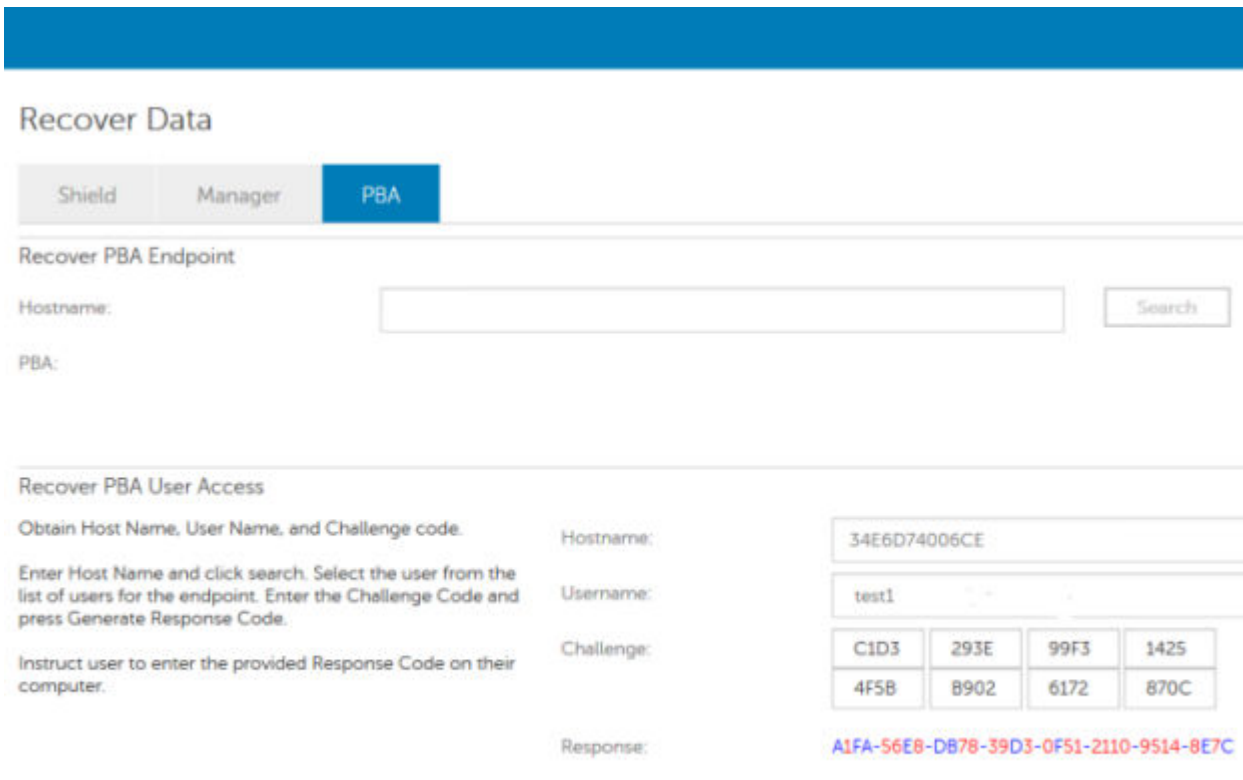 Recover Data
Shield Manager PBA
Recover PBA Endpoint
Hostname: Search
PBA:
Recover PBA User Access
Obtain Host Name, User Name, and Challenge code.
Enter Host Name and click search. Select the user from the
list of users for the endpoint. Enter the Challenge Code and
press Generate Response Code.
Instruct user to enter the provided Response Code on their
computer.
Hostname: 34E6D74006CE
Username: test1
Challenge: C1D3 293E 99F3 1425
4F5B B902 6172 870C
Response: A1FA-56E8-DB78-39D3-0F51-2110-9514-8E7C